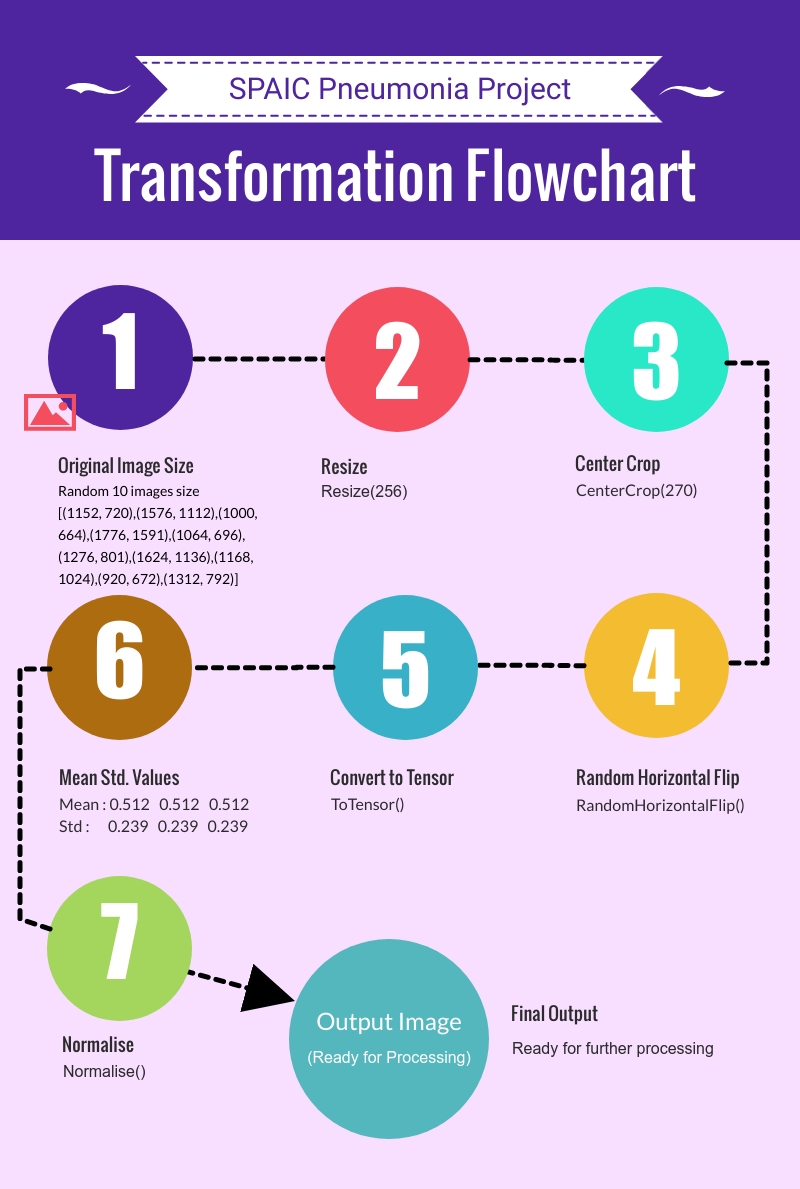 SPAIC Pneumonia Project
Transformation Flowchart
1
2
3
Original Image Size
Random 10 images size
[(1152, 720),(1576, 1112),(1000,
664),(1776, 1591),(1064, 696),
(1276, 801),(1624, 1136),(1168,
1024),(920, 672),(1312, 792)]
Resize
Resize(256)
Center Crop
CenterCrop(270)
6
5
4
Mean Std. Values
Mean : 0.512 0.512 0.512
Std : 0.239 0.239 0.239
Convert to Tensor
ToTensor()
Random Horizontal Flip
RandomHorizontalFlip()
7
Normalise
Normalise()
Output Image
(Ready for Processing)
Final Output
Ready for further processing